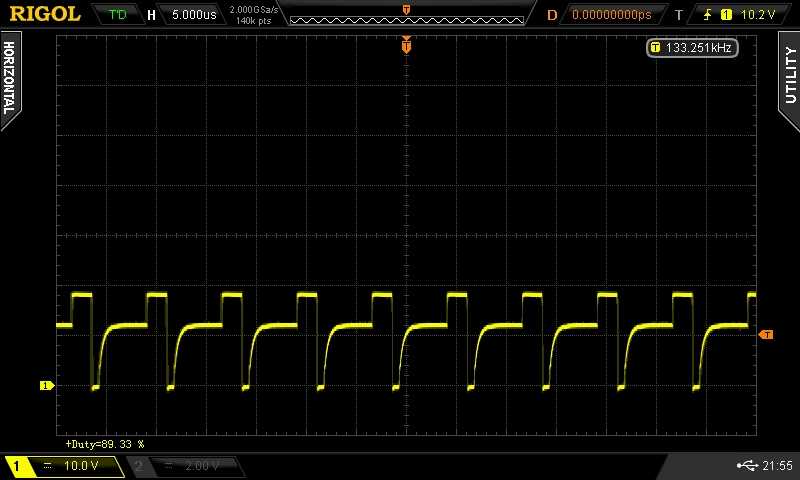 RIGOL T'D H 5.000us 2.000GSa/s 140k pts T D 0.00000000ps T 1 10.2 V
HORIZONTAL
T
T 133.251kHz
UTILITY
T
1
+Duty=89.33 %
1 10.0 V 2 2.00 V 21:55